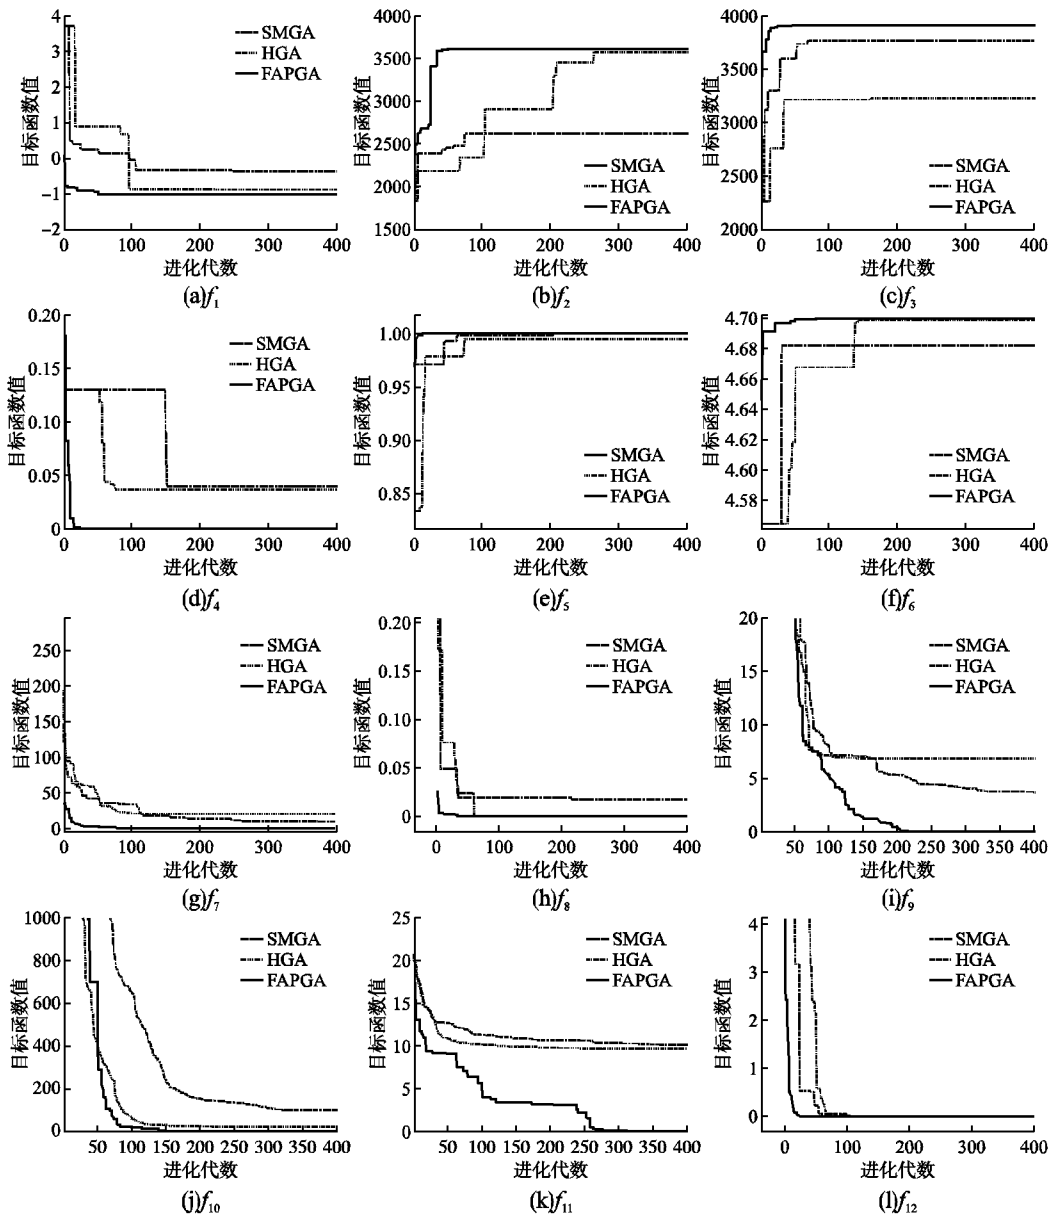 4
3
2
1
0
−1
−2
目标函数值
SMGA
HGA
FAPGA
0 100 200 300 400
进化代数
(a)f1
4000
3500
3000
2500
2000
1500
目标函数值
SMGA
HGA
FAPGA
0 100 200 300 400
进化代数
(b)f2
4000
3500
3000
2500
2000
目标函数值
SMGA
HGA
FAPGA
0 100 200 300 400
进化代数
(c)f3
0.20
0.15
0.10
0.05
0
目标函数值
SMGA
HGA
FAPGA
0 100 200 300 400
进化代数
(d)f4
1.00
0.95
1.00
0.85
目标函数值
SMGA
HGA
FAPGA
0 100 200 300 400
进化代数
(e)f5
4.70
4.68
4.66
4.64
4.62
4.60
4.58
目标函数值
SMGA
HGA
FAPGA
0 100 200 300 400
进化代数
(f)f6
250
200
150
100
50
0
目标函数值
SMGA
HGA
FAPGA
0 100 200 300 400
进化代数
(g)f7
0.20
0.15
0.10
0.05
0
目标函数值
SMGA
HGA
FAPGA
0 100 200 300 400
进化代数
(h)f8
20
15
10
5
0
目标函数值
SMGA
HGA
FAPGA
50 100 150 200 250 300 350 400
进化代数
(i)f9
1000
800
600
400
200
0
目标函数值
SMGA
HGA
FAPGA
50 100 150 200 250 300 350 400
进化代数
(j)f10
25
20
15
10
5
0
目标函数值
SMGA
HGA
FAPGA
50 100 150 200 250 300 350 400
进化代数
(k)f11
4
3
2
1
0
目标函数值
SMGA
HGA
FAPGA
0 100 200 300 400
进化代数
(l)f12